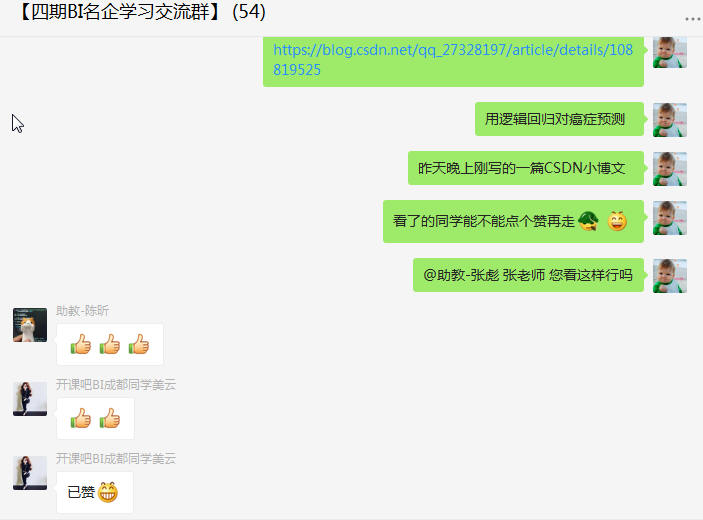 【四期BI名企学习交流群】 (54)
https://blog.csdn.net/qq_27328197/article/details/108
819525
用逻辑回归对癌症预测
昨天晚上刚写的一篇CSDN小博文
看了的同学能不能点个赞再走
@助教-张彪 张老师 您看这样行吗
助教-陈昕
开课吧BI成都同学美云
开课吧BI成都同学美云
已赞